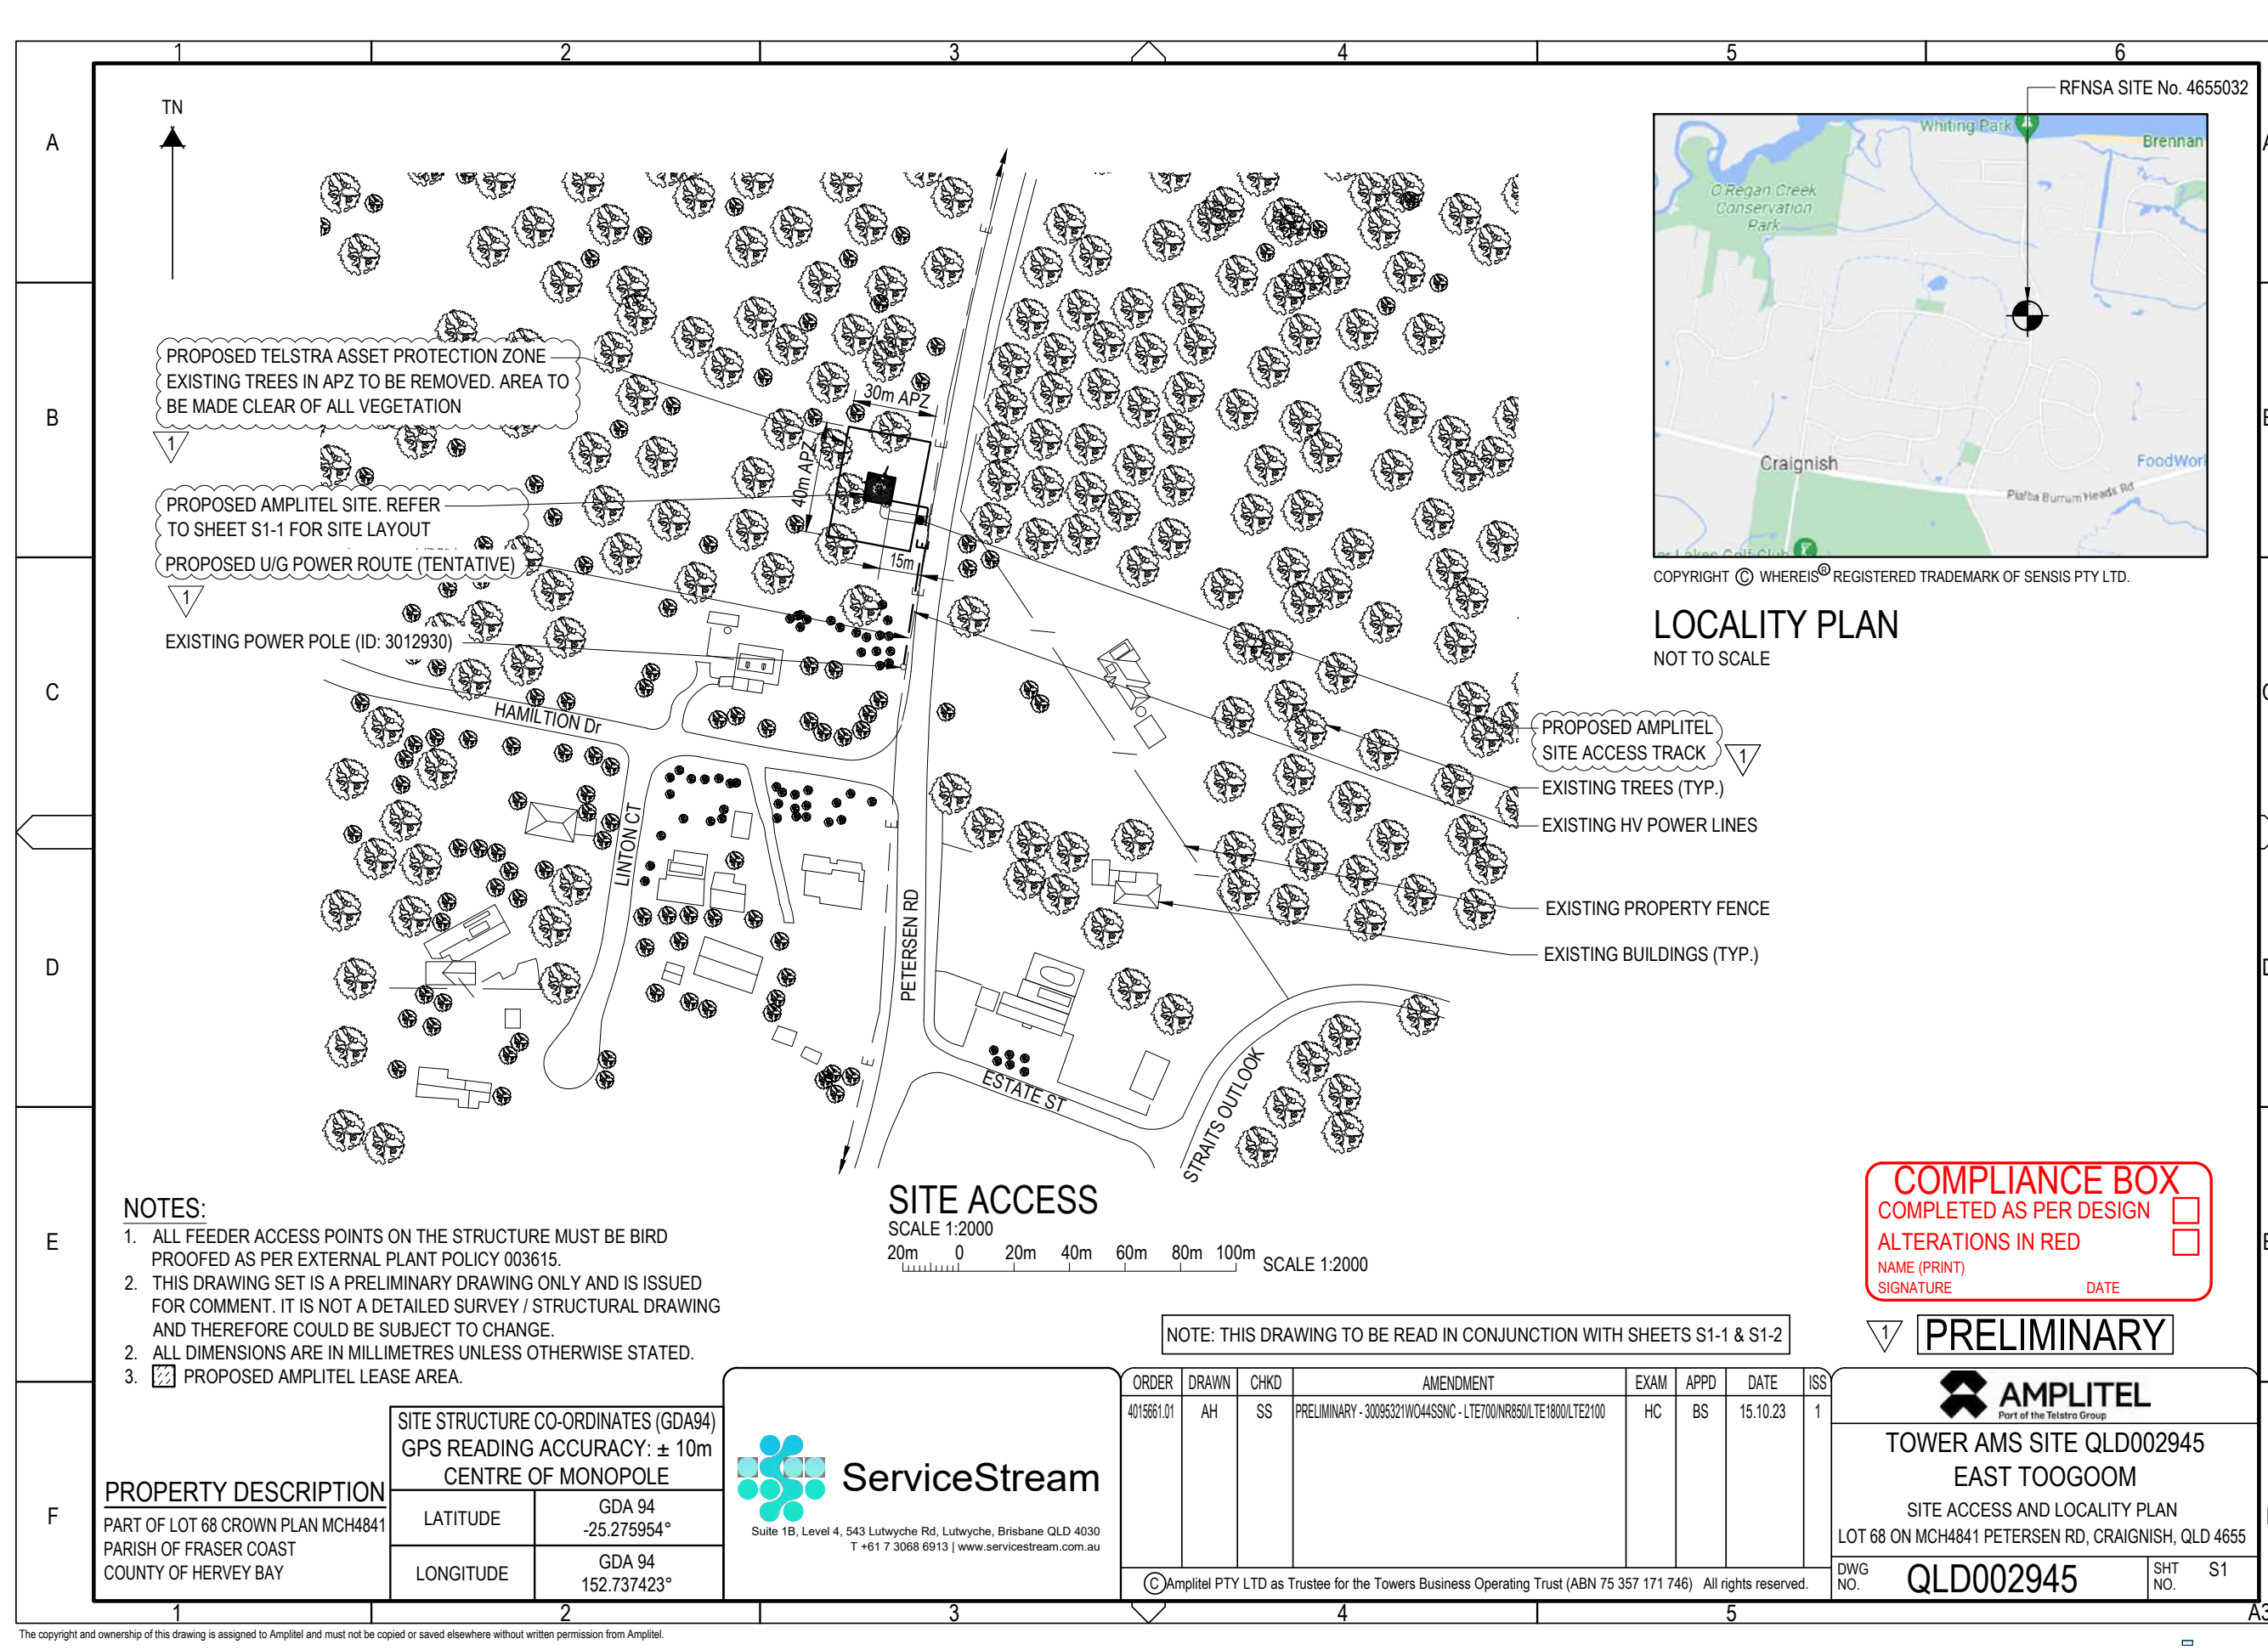 1
2
3
4
5
6
A
B
C
D
E
F
TN
RFNSA SITE No. 4655032
Whiting Park
Brennan
O'Regan Creek
Conservation
Park
Craignish
FoodWor
Pialba Burrum Heads Rd
COPYRIGHT © WHEREIS® REGISTERED TRADEMARK OF SENSIS PTY LTD.
LOCALITY PLAN
NOT TO SCALE
PROPOSED TELSTRA ASSET PROTECTION ZONE
EXISTING TREES IN APZ TO BE REMOVED. AREA TO
BE MADE CLEAR OF ALL VEGETATION
1
PROPOSED AMPLITEL SITE. REFER
TO SHEET S1-1 FOR SITE LAYOUT
PROPOSED U/G POWER ROUTE (TENTATIVE)
1
EXISTING POWER POLE (ID: 3012930)
30m APZ
40m APZ
15m
E
E
E
E
E
E
HAMILTION Dr
LINTON CT
PETERSEN RD
ESTATE ST
STRAITS OUTLOOK
PROPOSED AMPLITEL
SITE ACCESS TRACK
1
EXISTING TREES (TYP.)
EXISTING HV POWER LINES
EXISTING PROPERTY FENCE
EXISTING BUILDINGS (TYP.)
SITE ACCESS
SCALE 1:2000
20m 0 20m 40m 60m 80m 100m SCALE 1:2000
NOTES:
1. ALL FEEDER ACCESS POINTS ON THE STRUCTURE MUST BE BIRD
PROOFED AS PER EXTERNAL PLANT POLICY 003615.
2. THIS DRAWING SET IS A PRELIMINARY DRAWING ONLY AND IS ISSUED
FOR COMMENT. IT IS NOT A DETAILED SURVEY / STRUCTURAL DRAWING
AND THEREFORE COULD BE SUBJECT TO CHANGE.
2. ALL DIMENSIONS ARE IN MILLIMETRES UNLESS OTHERWISE STATED.
3. PROPOSED AMPLITEL LEASE AREA.
COMPLIANCE BOX
COMPLETED AS PER DESIGN
ALTERATIONS IN RED
NAME (PRINT)
SIGNATURE DATE
1 PRELIMINARY
NOTE: THIS DRAWING TO BE READ IN CONJUNCTION WITH SHEETS S1-1 & S1-2
PROPERTY DESCRIPTION
PART OF LOT 68 CROWN PLAN MCH4841
PARISH OF FRASER COAST
COUNTY OF HERVEY BAY
SITE STRUCTURE CO-ORDINATES (GDA94)
GPS READING ACCURACY: ± 10m
CENTRE OF MONOPOLE
LATITUDE GDA 94
-25.275954°
LONGITUDE GDA 94
152.737423°
ServiceStream
Suite 1B, Level 4, 543 Lutwyche Rd, Lutwyche, Brisbane QLD 4030
T +61 7 3068 6913 | www.servicestream.com.au
ORDER DRAWN CHKD AMENDMENT EXAM APPD DATE ISS
4015661.01 AH SS PRELIMINARY - 30095321WO44SSNC - LTE700/NR850/LTE1800/LTE2100 HC BS 15.10.23 1
© Amplitel PTY LTD as Trustee for the Towers Business Operating Trust (ABN 75 357 171 746) All rights reserved.
AMPLITEL
Part of the Telstra Group
TOWER AMS SITE QLD002945
EAST TOOGOOM
SITE ACCESS AND LOCALITY PLAN
LOT 68 ON MCH4841 PETERSEN RD, CRAIGNISH, QLD 4655
DWG
NO. QLD002945
SHT
NO. S1
1
2
3
4
5
A3
The copyright and ownership of this drawing is assigned to Amplitel and must not be copied or saved elsewhere without written permission from Amplitel.